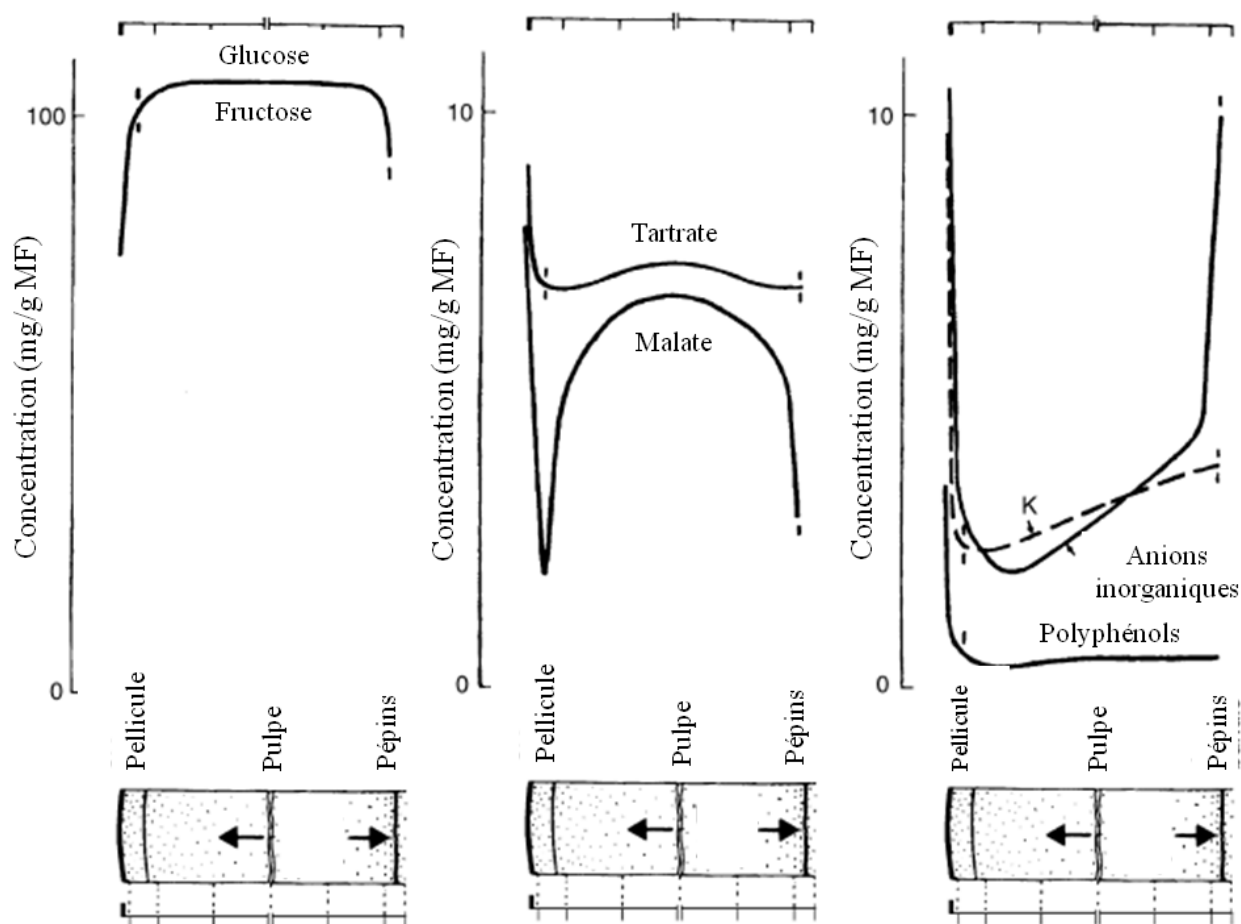 Glucose
Fructose
100
0
Concentration (mg/g MF)
Pellicule
Pulpe
Pépins
10
0
Concentration (mg/g MF)
Tartrate
Malate
Pellicule
Pulpe
Pépins
10
0
Concentration (mg/g MF)
K
Anions
inorganiques
Polyphénols
Pellicule
Pulpe
Pépins